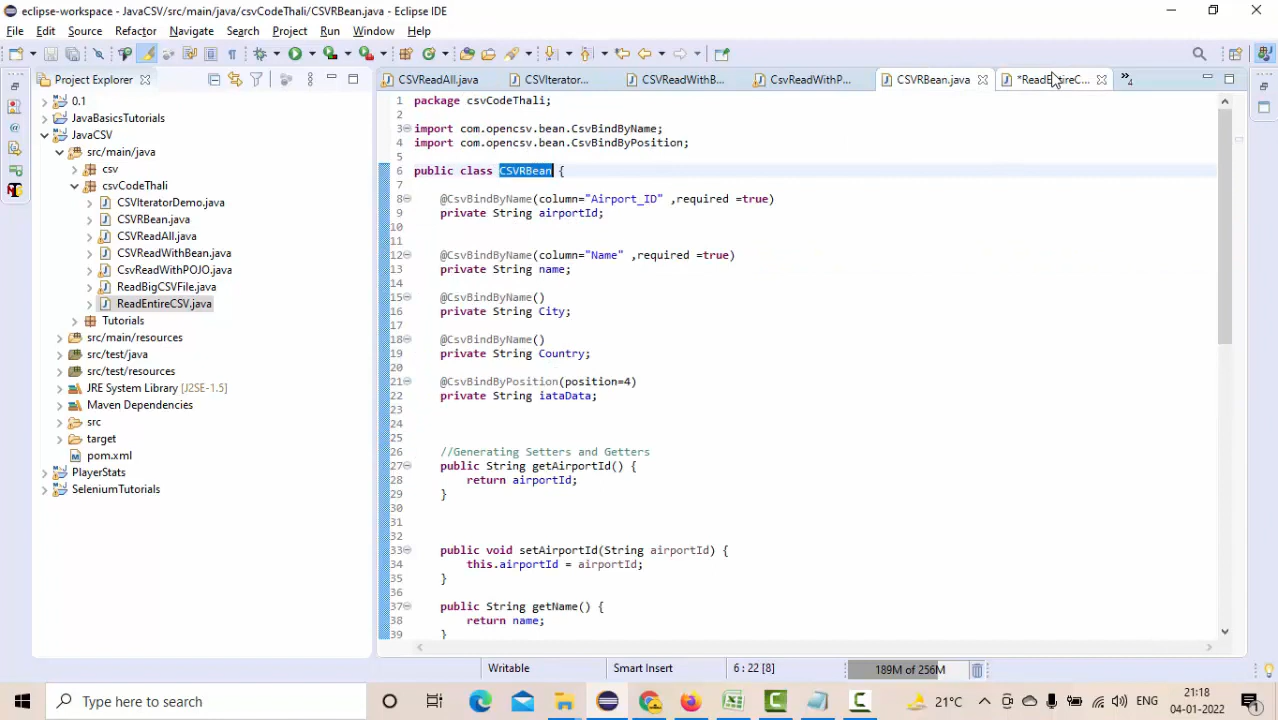 eclipse-workspace - JavaCSV/src/main/java/csvCodeThali/CSVRBean.java - Eclipse IDE
File Edit Source Refactor Navigate Search Project Run Window Help
Project Explorer
CSVReadAll.java
CSVIterator...
CSVReadWithB...
CsvReadWithP...
CSVRBean.java
*ReadEntireC...
4
0.1
JavaBasicsTutorials
JavaCSV
src/main/java
csv
csvCodeThali
CSVIteratorDemo.java
CSVRBean.java
CSVReadAll.java
CSVReadWithBean.java
CsvReadWithPOJO.java
ReadBigCSVFile.java
ReadEntireCSV.java
Tutorials
src/main/resources
src/test/java
src/test/resources
JRE System Library [J2SE-1.5]
Maven Dependencies
src
target
pom.xml
PlayerStats
SeleniumTutorials
1 package csvCodeThali;
2
3 import com.opencsv.bean.CsvBindByName;
4 import com.opencsv.bean.CsvBindByPosition;
5
6 public class CSVRBean {
7
8 @CsvBindByName(column="Airport_ID" ,required =true)
9 private String airportId;
10
11
12 @CsvBindByName(column="Name" ,required =true)
13 private String name;
14
15 @CsvBindByName()
16 private String City;
17
18 @CsvBindByName()
19 private String Country;
20
21 @CsvBindByPosition(position=4)
22 private String iataData;
23
24
25
26 //Generating Setters and Getters
27 public String getAirportId() {
28 return airportId;
29 }
30
31
32
33 public void setAirportId(String airportId) {
34 this.airportId = airportId;
35 }
36
37 public String getName() {
38 return name;
39 }
Writable
Smart Insert
6 : 22 [8]
189M of 256M
Type here to search
21°C
ENG
21:18
04-01-2022
1